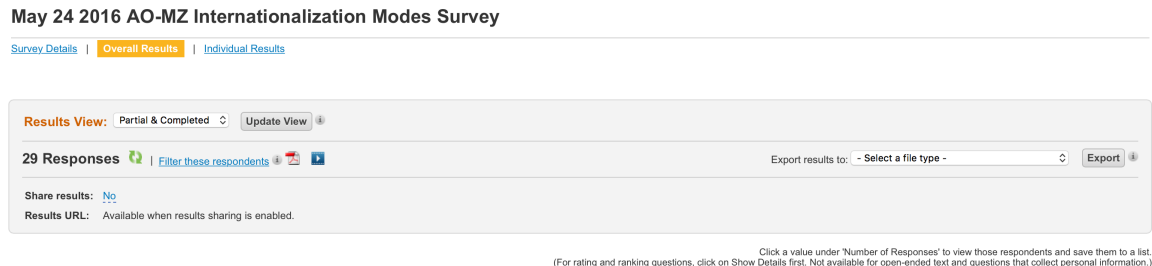 May 24 2016 AO-MZ Internationalization Modes Survey
Survey Details | Overall Results | Individual Results
Results View: Partial & Completed Update View
29 Responses | Filter these respondents Export results to: - Select a file type - Export
Share results: No
Results URL: Available when results sharing is enabled.
Click a value under 'Number of Responses' to view those respondents and save them to a list.
(For rating and ranking questions, click on Show Details first. Not available for open-ended text and questions that collect personal information.)